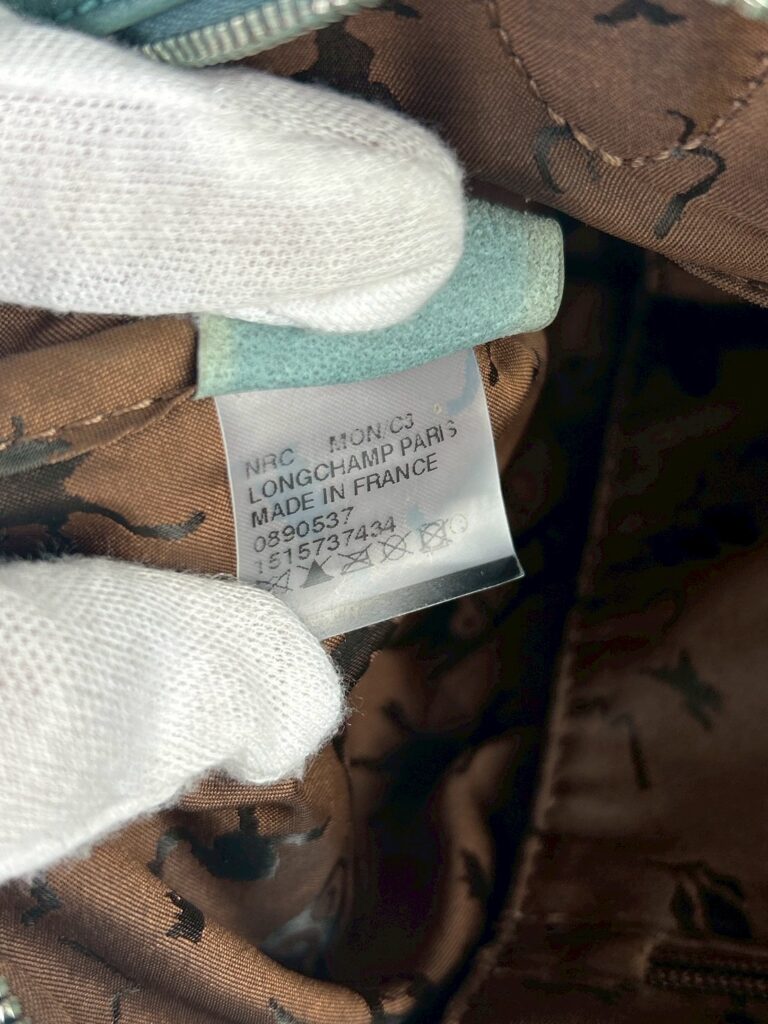 NRC MON/C3
LONGCHAMP PARIS
MADE IN FRANCE
0890537
1515737434